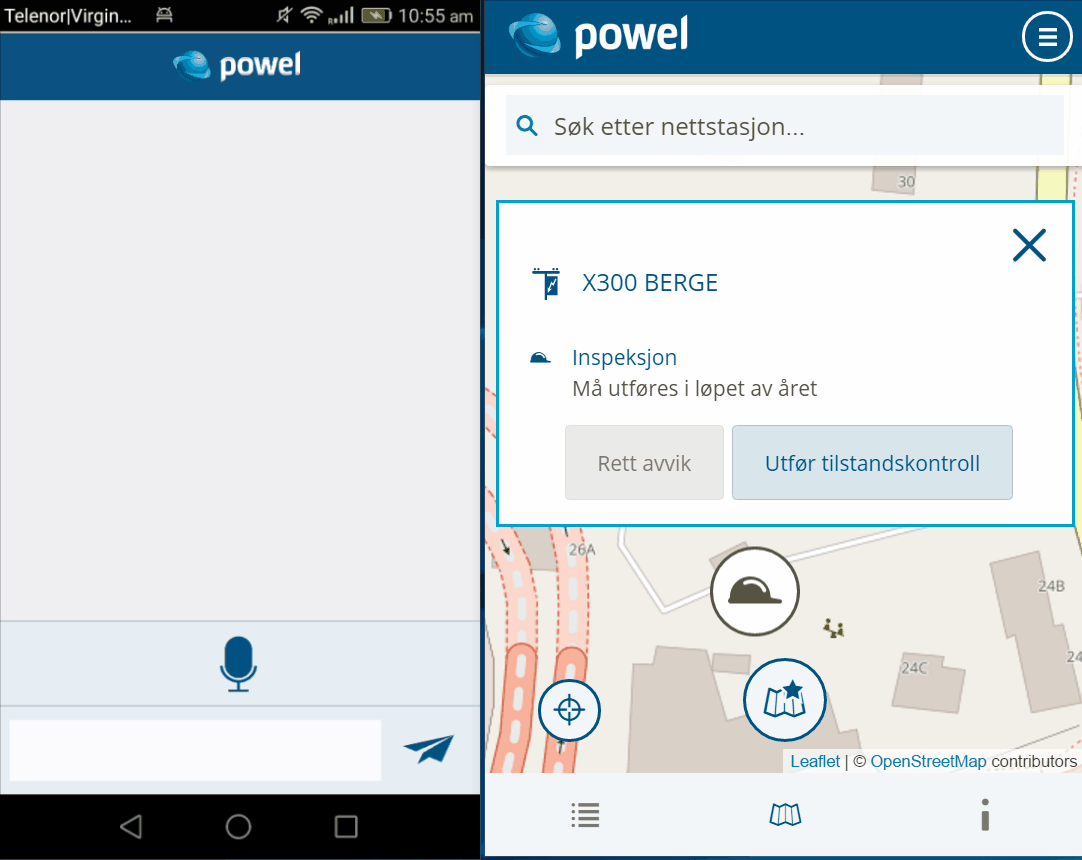 Telenor|Virgin...
R
10:55 am
powel
powel
Søk etter nettstasjon...
30
X300 BERGE
Inspeksjon
Må utføres i løpet av året
Rett avvik
Utfør tilstandskontroll
26A
24B
24C
24
Leaflet | © OpenStreetMap contributors